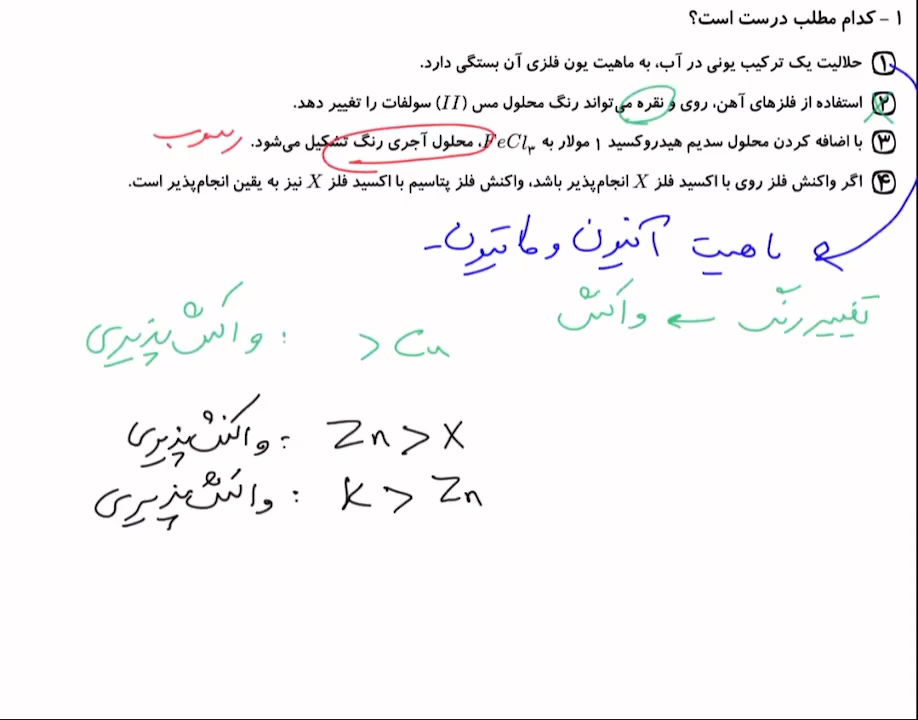 ۱ - کدام مطلب درست است؟
۱ حلالیت یک ترکیب یونی در آب، به ماهیت یون فلزی آن بستگی دارد.
۲ استفاده از فلزهای آهن، روی و نقره می‌تواند رنگ محلول مس (II) سولفات را تغییر دهد.
۳ با اضافه کردن محلول سدیم هیدروکسید ۱ مولار به FeCl۳، محلول آجری رنگ تشکیل می‌شود. رسوب
۴ اگر واکنش فلز روی با اکسید فلز X انجام‌پذیر باشد، واکنش فلز پتاسیم با اکسید فلز X نیز به یقین انجام‌پذیر است.
ماهیت آنیون و کاتیون.
تغییر رنگ ← واکنش
واکنش پذیری : > Cu
واکنش‌پذیری : Zn > X
واکنش پذیری : K > Zn